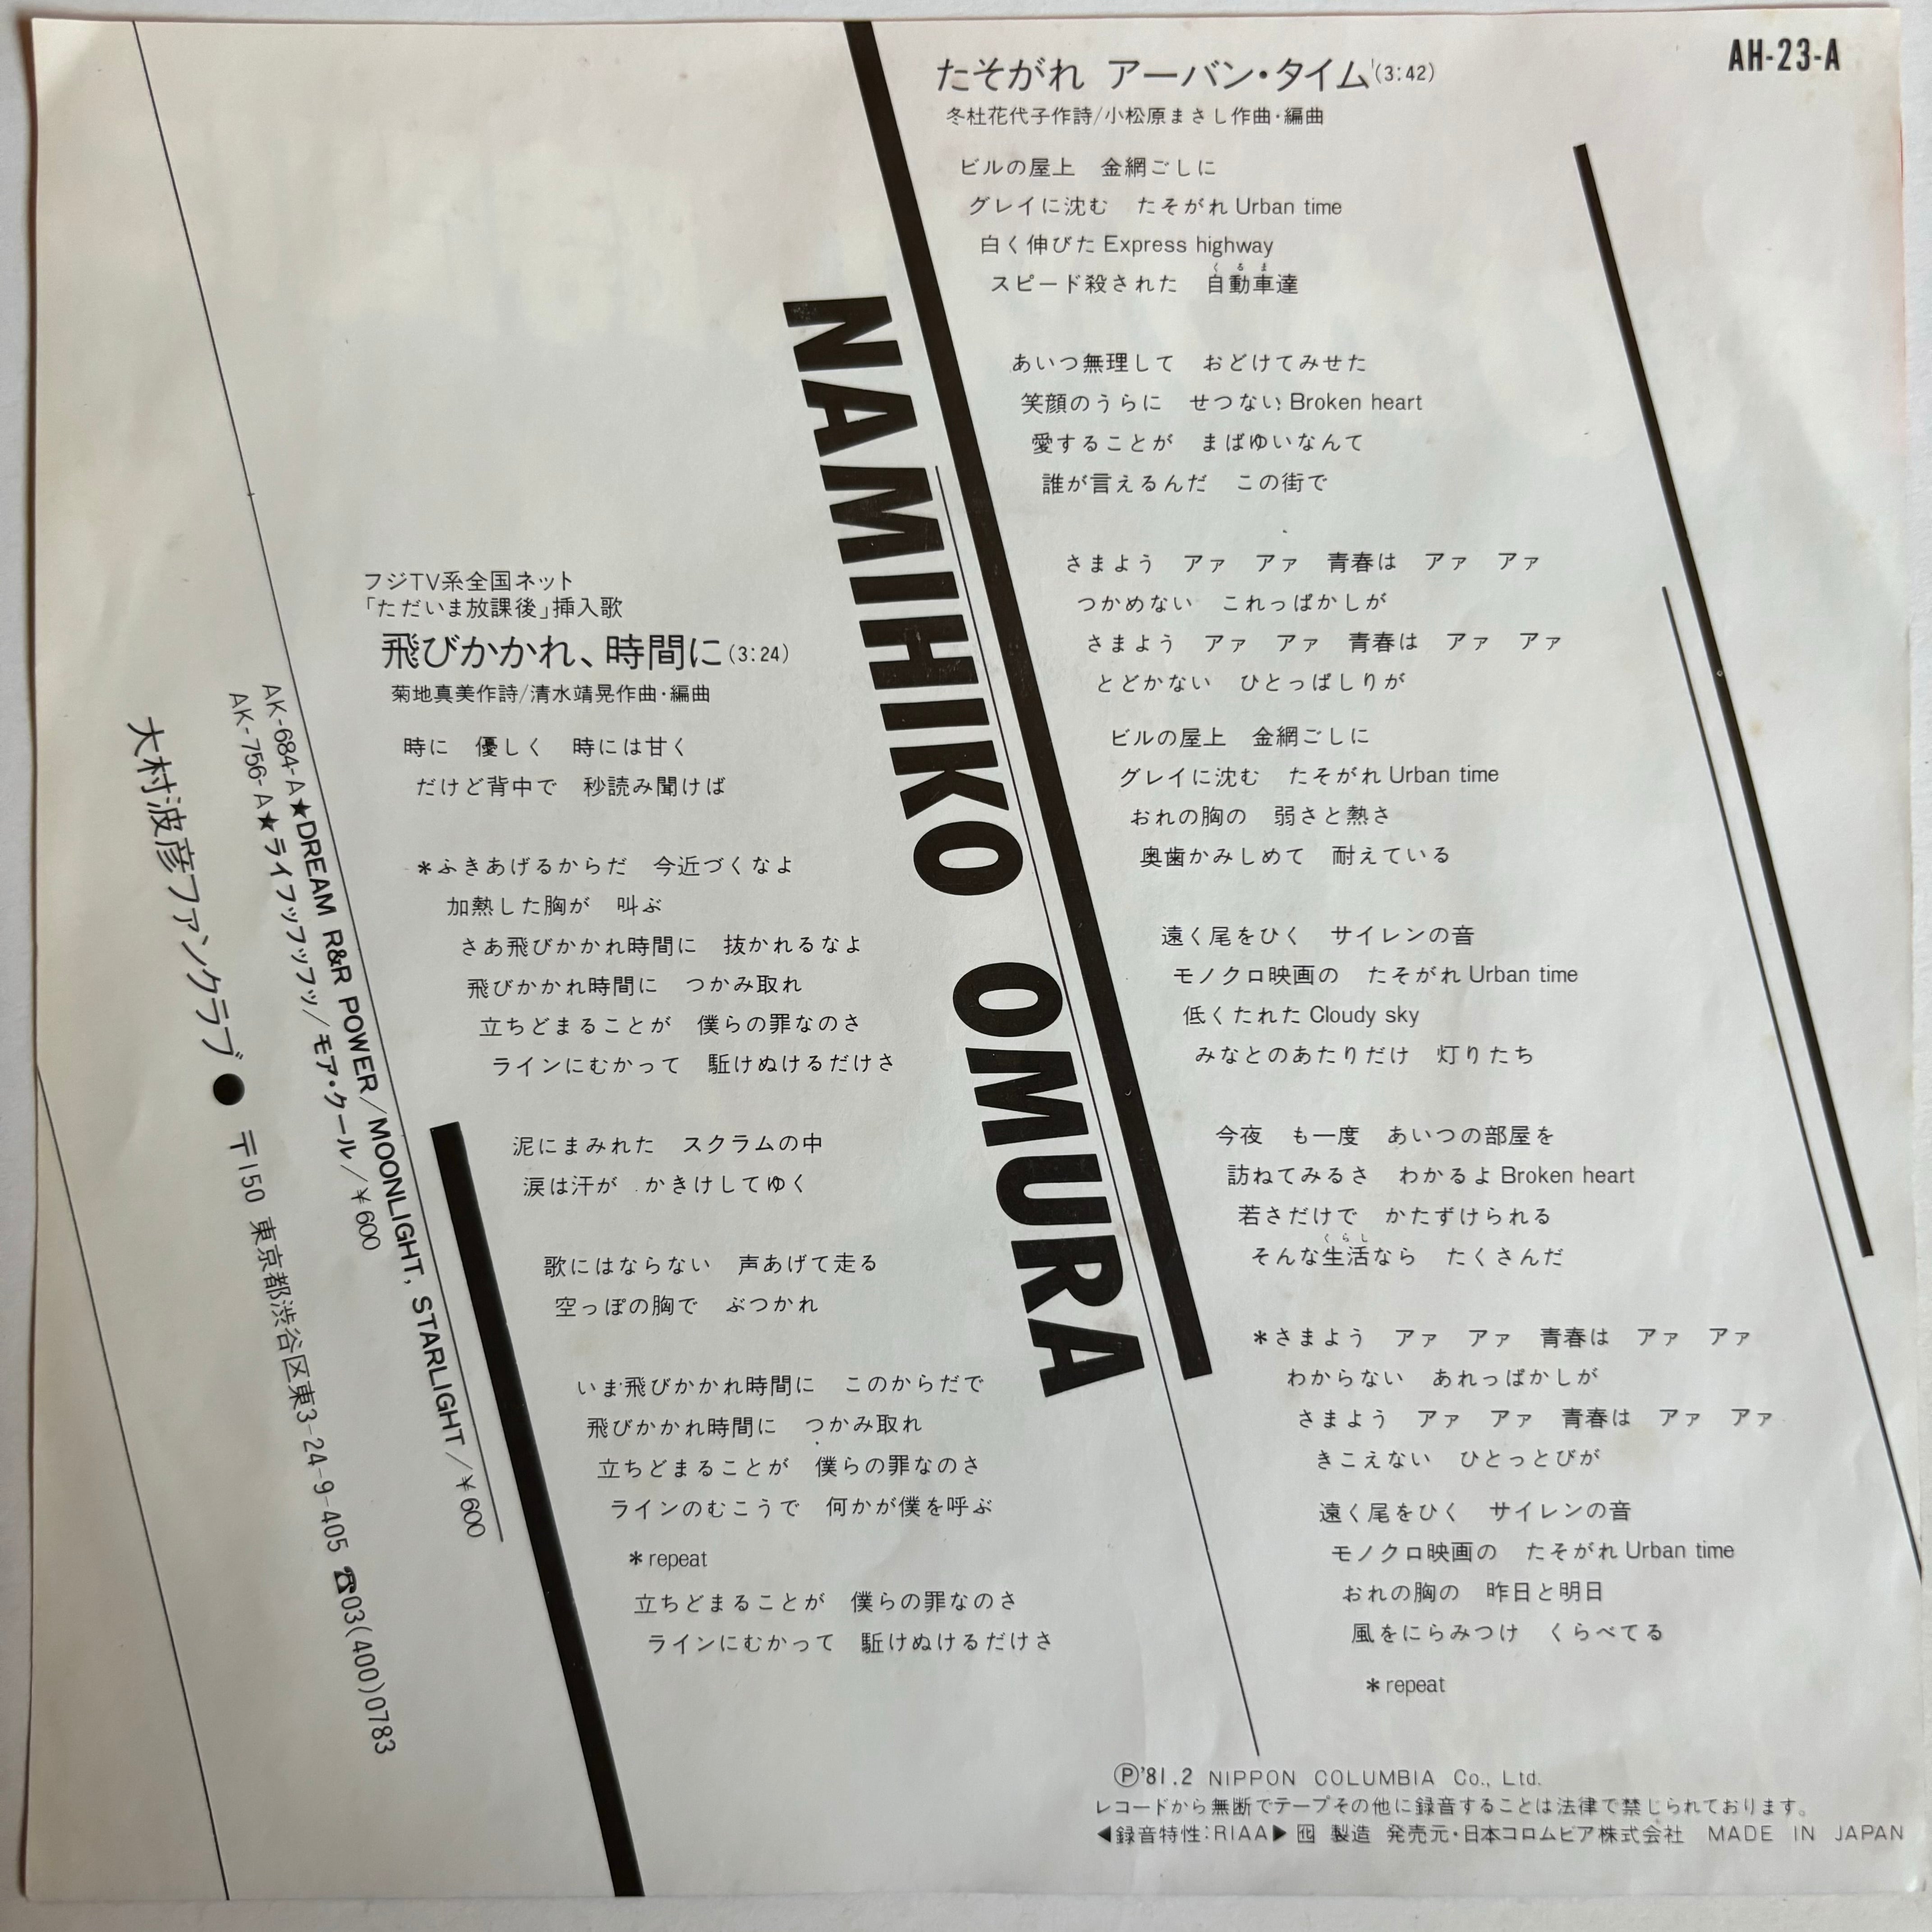 AH-23-A
たそがれ アーバン・タイム(3:42)
冬杜花代子作詩/小松原まさし作曲・編曲
ビルの屋上 金網ごしに
グレイに沈む たそがれ Urban time
白く伸びた Express highway
スピード殺された 自動車達
くるま
あいつ無理して おどけてみせた
笑顔のうらに せつない Broken heart
愛することが まばゆいなんて
誰が言えるんだ この街で
さまよう アァ アァ 青春は アァ アァ
つかめない これっぱかしが
さまよう アァ アァ 青春は アァ アァ
とどかない ひとっぱしりが
ビルの屋上 金網ごしに
グレイに沈む たそがれ Urban time
おれの胸の 弱さと熱さ
奥歯かみしめて 耐えている
遠く尾をひく サイレンの音
モノクロ映画の たそがれ Urban time
低くたれた Cloudy sky
みなとのあたりだけ 灯りたち
今夜 も一度 あいつの部屋を
訪ねてみるさ わかるよ Broken heart
若さだけで かたずけられる
くらし
そんな生活なら たくさんだ
*さまよう アァ アァ 青春は アァ アァ
わからない あれっぱかしが
さまよう アァ アァ 青春は アァ アァ
きこえない ひとっとびが
遠く尾をひく サイレンの音
モノクロ映画の たそがれ Urban time
おれの胸の 昨日と明日
風をにらみつけ くらべてる
*repeat
NAMIHIKO OMURA
フジTV系全国ネット
「ただいま放課後」挿入歌
飛びかかれ、時間に(3:24)
菊地真美作詩/清水靖晃作曲・編曲
時に 優しく 時には甘く
だけど背中で 秒読み聞けば
*ふきあげるからだ 今近づくなよ
加熱した胸が 叫ぶ
さあ飛びかかれ時間に 抜かれるなよ
飛びかかれ時間に つかみ取れ
立ちどまることが 僕らの罪なのさ
ラインにむかって 駈けぬけるだけさ
泥にまみれた スクラムの中
涙は汗が かきけしてゆく
歌にはならない 声あげて走る
空っぽの胸で ぶつかれ
いま飛びかかれ時間に このからだで
飛びかかれ時間に つかみ取れ
立ちどまることが 僕らの罪なのさ
ラインのむこうで 何かが僕を呼ぶ
*repeat
立ちどまることが 僕らの罪なのさ
ラインにむかって 駈けぬけるだけさ
AK-684-A★DREAM R&R POWER/MOONLIGHT, STARLIGHT/¥600
AK-756-A★ライフッフッフッ/モア・クール/¥600
大村波彦ファンクラブ●〒150 東京都渋谷区東3-24-9-405 ☎03(400)0783
Ⓟ'81.2 NIPPON COLUMBIA Co., Ltd.
レコードから無断でテープその他に録音することは法律で禁じられております。
◀録音特性:RIAA▶ 製造 発売元・日本コロムビア株式会社 MADE IN JAPAN